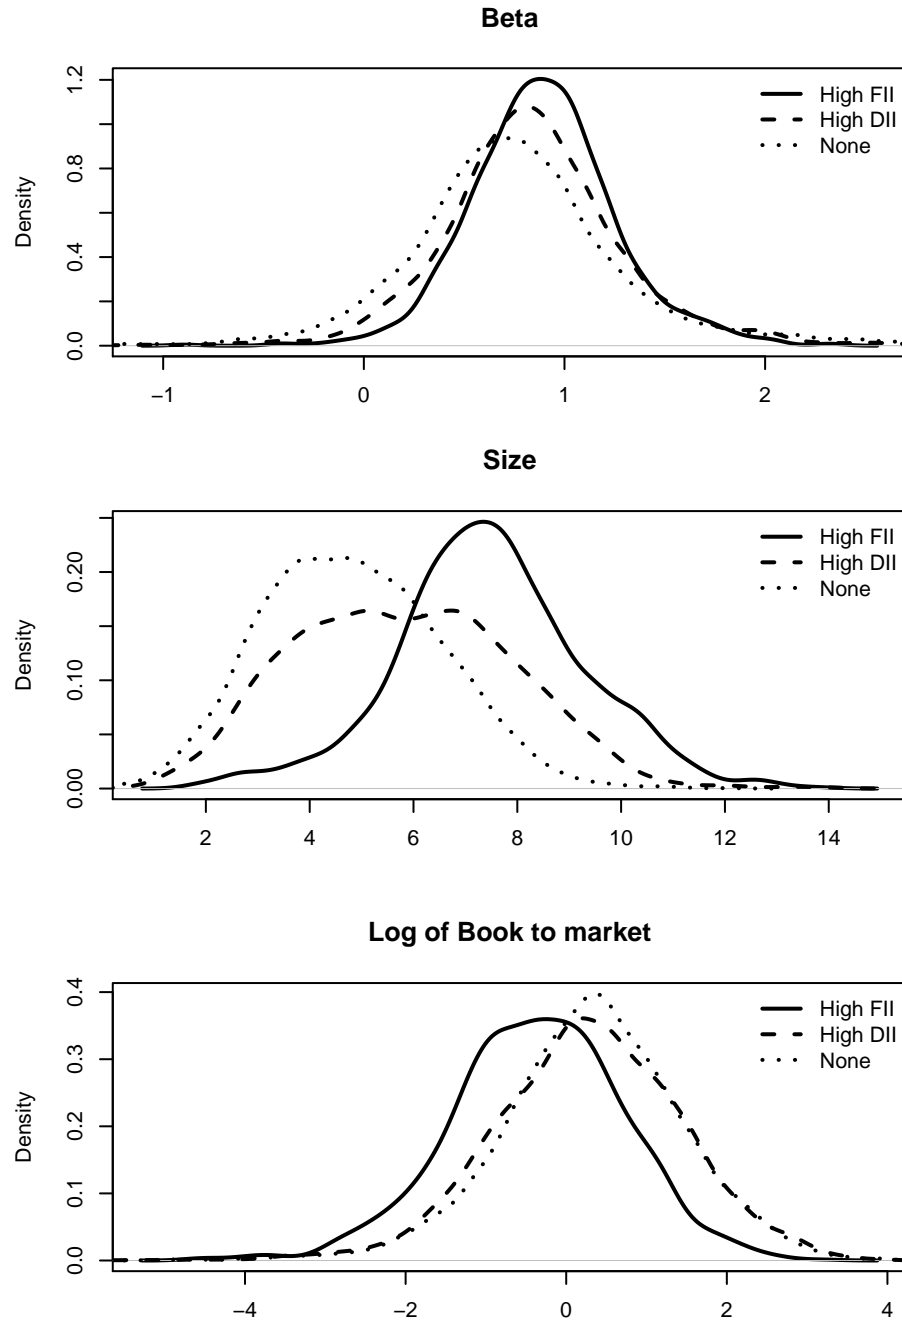 Beta
Density
0.0 0.4 0.8 1.2
High FII
High DII
None
−1 0 1 2
Size
Density
0.00 0.10 0.20
High FII
High DII
None
2 4 6 8 10 12 14
Log of Book to market
Density
0.0 0.1 0.2 0.3 0.4
High FII
High DII
None
−4 −2 0 2 4